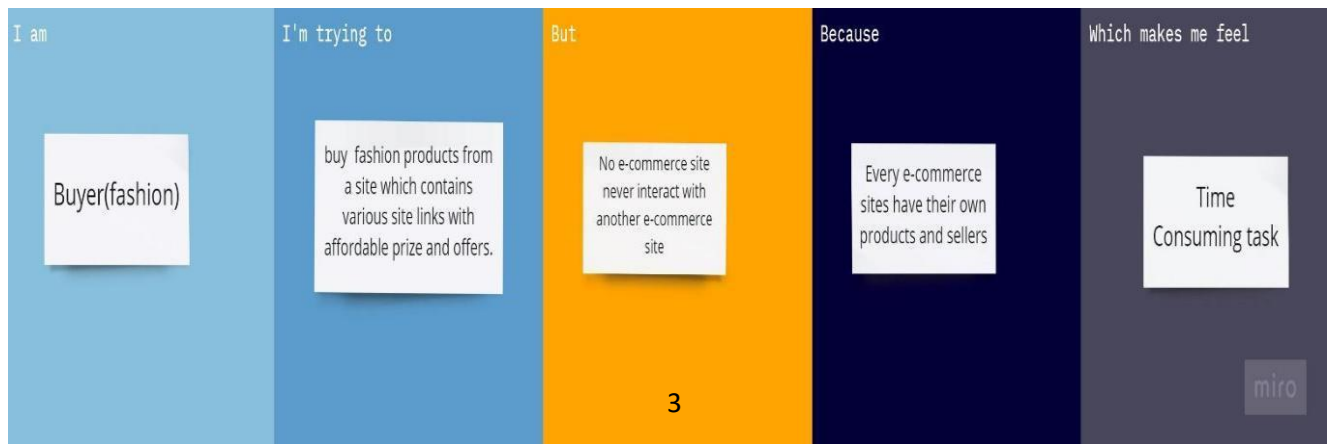 I am
Buyer(fashion)
I'm trying to
buy fashion products from
a site which contains
various site links with
affordable prize and offers.
But
No e-commerce site
never interact with
another e-commerce
site
3
Because
Every e-commerce
sites have their own
products and sellers
Which makes me feel
Time
Consuming task
miro